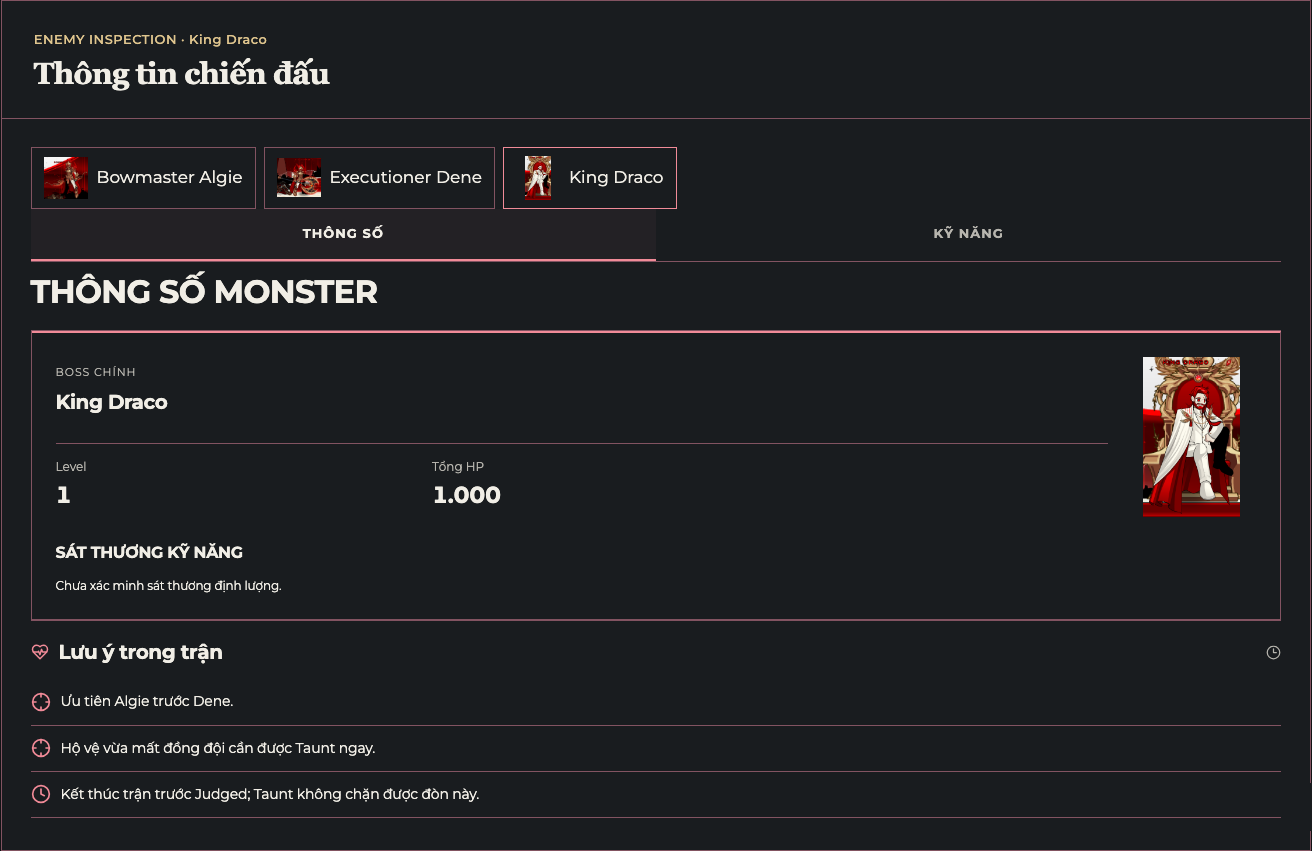 ENEMY INSPECTION · King Draco
Thông tin chiến đấu
Bowmaster Algie
Executioner Dene
King Draco
THÔNG SỐ
KỸ NĂNG
THÔNG SỐ MONSTER
BOSS CHÍNH
King Draco
Level
Tổng HP
1
1.000
SÁT THƯƠNG KỸ NĂNG
Chưa xác minh sát thương định lượng.
KING DRACO
Lưu ý trong trận
Ưu tiên Algie trước Dene.
Hộ vệ vừa mất đồng đội cần được Taunt ngay.
Kết thúc trận trước Judged; Taunt không chặn được đòn này.